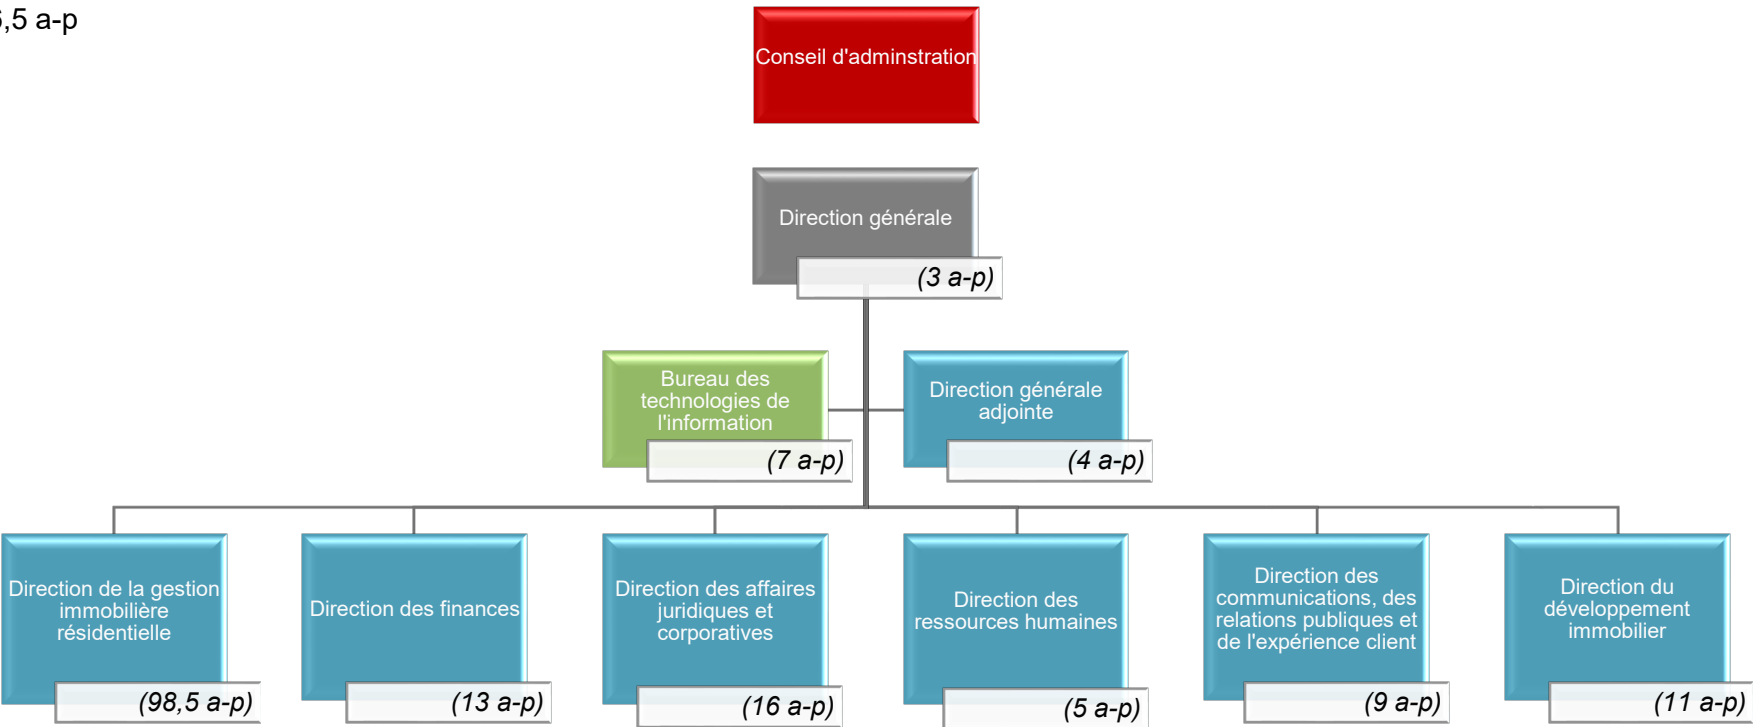 6,5 a-p
Conseil d'adminstration
Direction générale
(3 a-p)
Bureau des
technologies de
l'information
(7 a-p)
Direction générale
adjointe
(4 a-p)
Direction de la gestion
immobilière
résidentielle
(98,5 a-p)
Direction des finances
(13 a-p)
Direction des affaires
juridiques et
corporatives
(16 a-p)
Direction des
ressources humaines
(5 a-p)
Direction des
communications, des
relations publiques et
de l'expérience client
(9 a-p)
Direction du
développement
immobilier
(11 a-p)